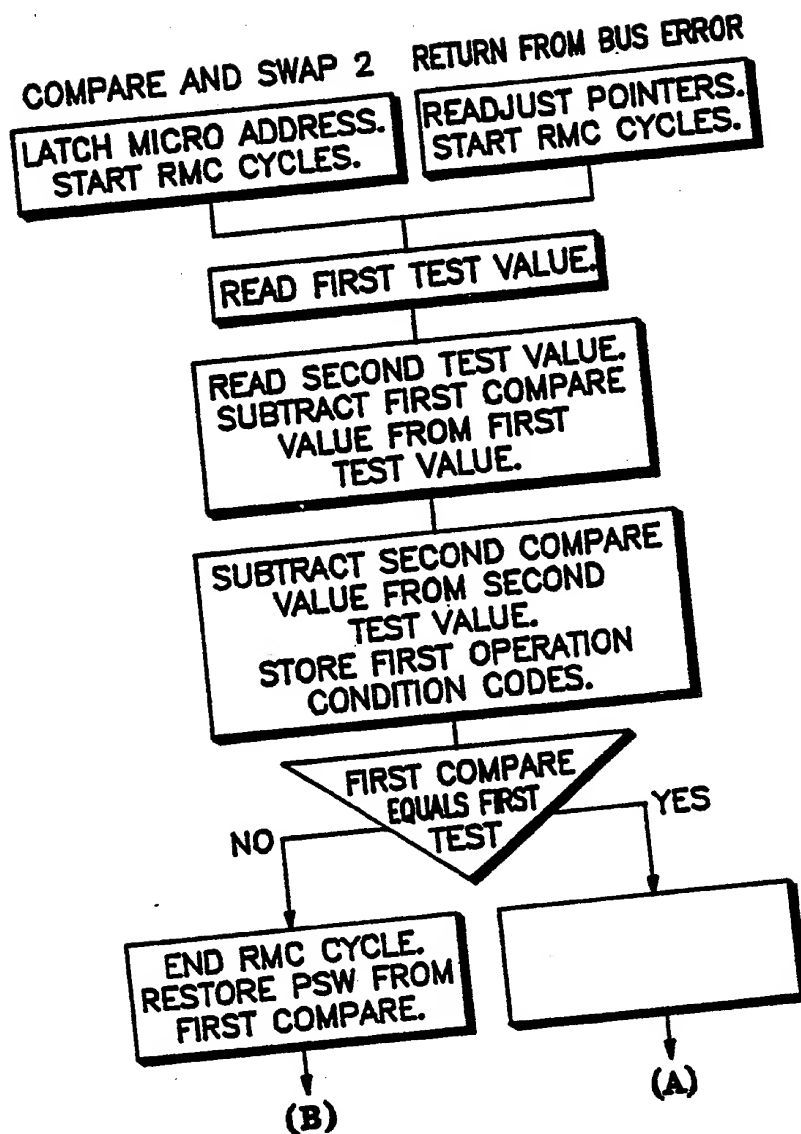 COMPARE AND SWAP 2
RETURN FROM BUS ERROR
LATCH MICRO ADDRESS.
START RMC CYCLES.
READJUST POINTERS.
START RMC CYCLES.
READ FIRST TEST VALUE.
READ SECOND TEST VALUE.
SUBTRACT FIRST COMPARE
VALUE FROM FIRST
TEST VALUE.
SUBTRACT SECOND COMPARE
VALUE FROM SECOND
TEST VALUE.
STORE FIRST OPERATION
CONDITION CODES.
FIRST COMPARE
EQUALS FIRST
TEST
NO
YES
END RMC CYCLE.
RESTORE PSW FROM
FIRST COMPARE.
(B)
(A)